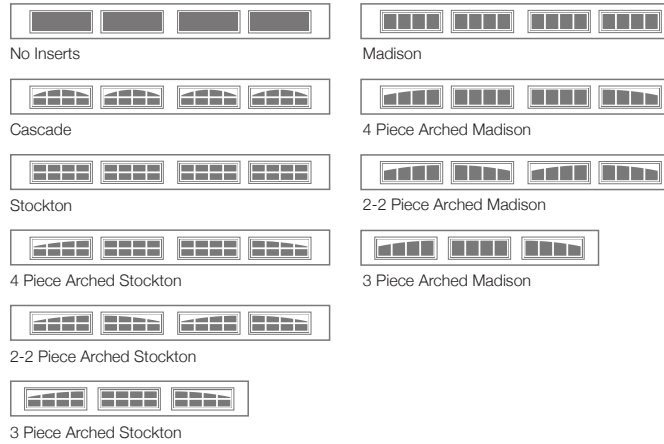 No Inserts
Cascade
Stockton
4 Piece Arched Stockton
2-2 Piece Arched Stockton
3 Piece Arched Stockton
Madison
4 Piece Arched Madison
2-2 Piece Arched Madison
3 Piece Arched Madison